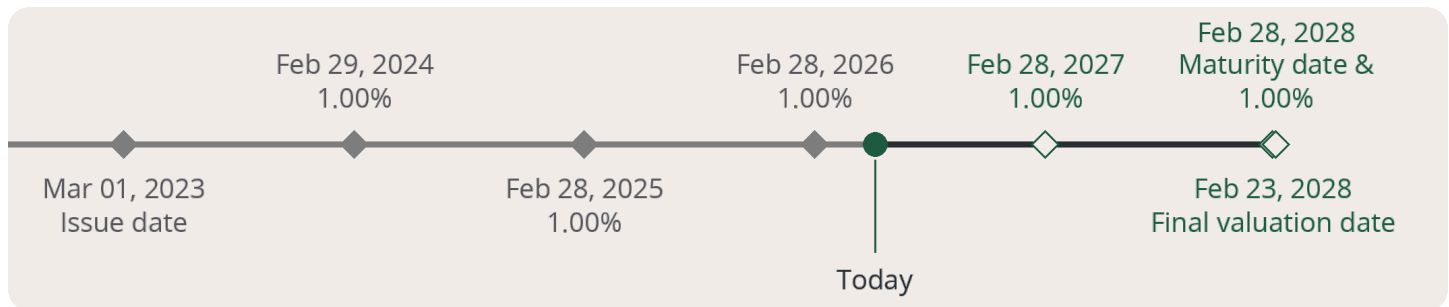 Feb 29, 2024
1.00%
Feb 28, 2026
1.00%
Feb 28, 2027
1.00%
Feb 28, 2028
Maturity date &
1.00%
Mar 01, 2023
Issue date
Feb 28, 2025
1.00%
Feb 23, 2028
Final valuation date
Today